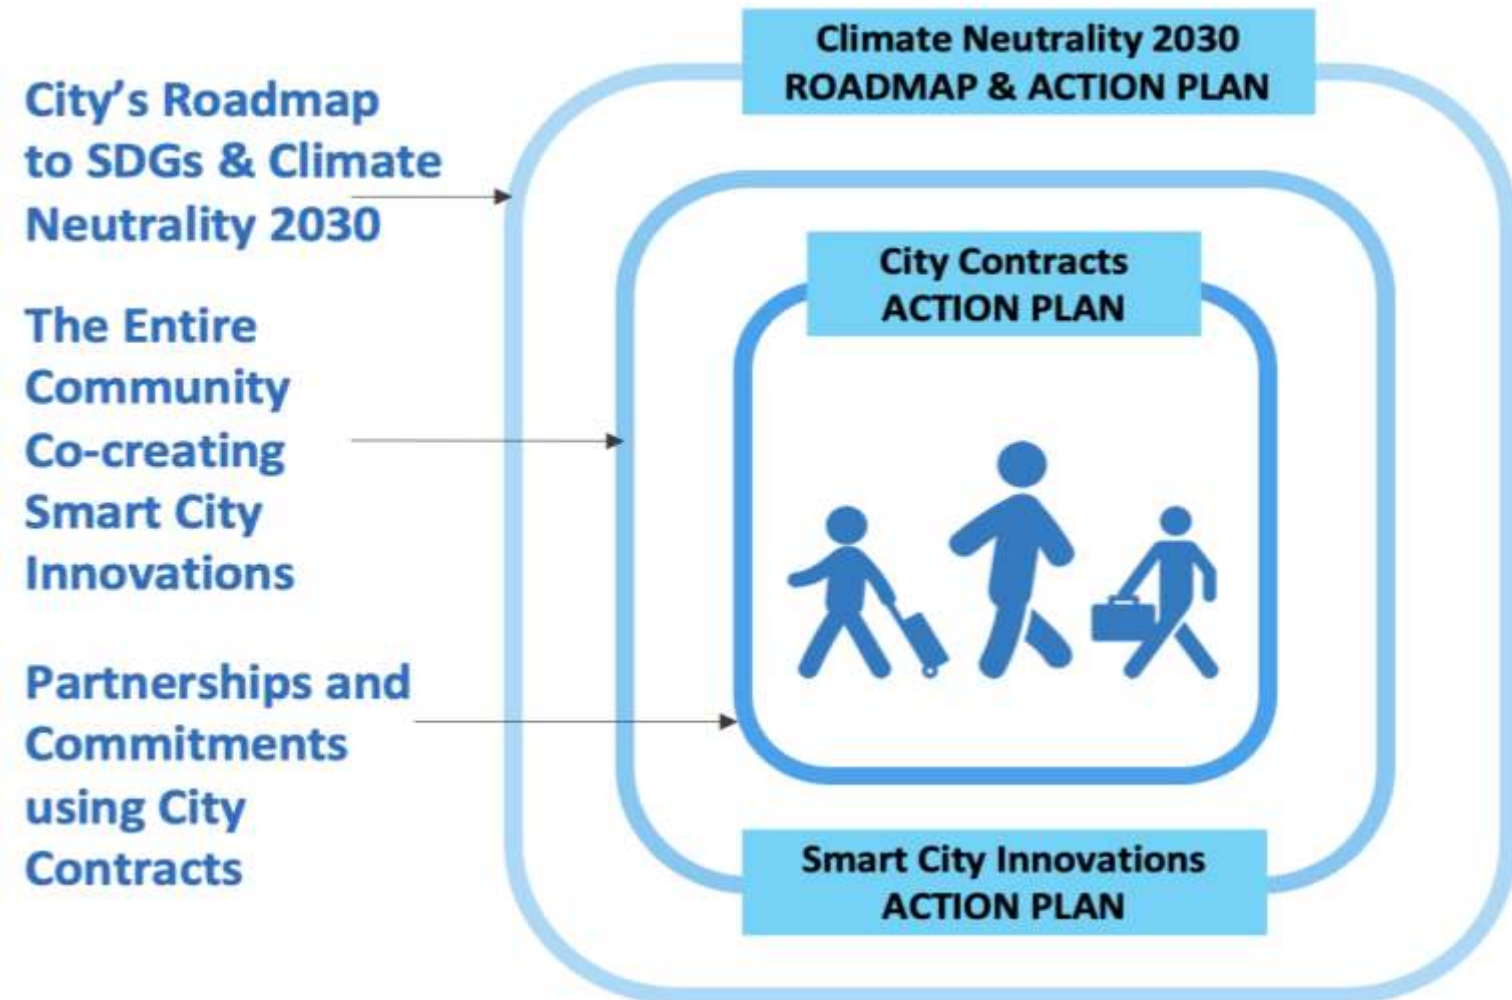 Climate Neutrality 2030
ROADMAP & ACTION PLAN
City's Roadmap
to SDGs & Climate
Neutrality 2030
City Contracts
ACTION PLAN
The Entire
Community
Co-creating
Smart City
Innovations
Partnerships and
Commitments
using City
Contracts
Smart City Innovations
ACTION PLAN